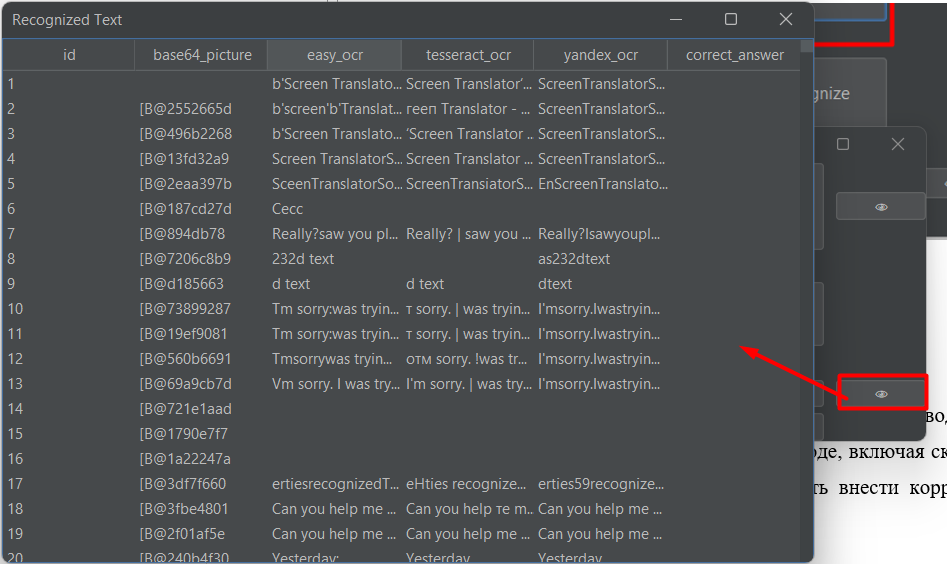 Recognized Text
id base64_picture easy_ocr tesseract_ocr yandex_ocr correct_answer
1 b'Screen Translato... Screen Translator'... ScreenTranslatorS...
2 [B@2552665d b'screen'b'Translat... тееп Translator - ... ScreenTranslatorS...
3 [B@496b2268 b'Screen Translato... 'Screen Translator ... ScreenTranslatorS...
4 [B@13fd32a9 Screen TranslatorS... Screen Translator ... ScreenTranslatorS...
5 [B@2eaa397b SceenTranslatorSo... ScreenTransiatorS... EnScreenTranslato...
6 [B@187cd27d Cecc
7 [B@894db78 Really?saw you pl... Really? | saw you ... Really?Isawyoupl...
8 [B@7206c8b9 232d text as232dtext
9 [B@d185663 d text d text dtext
10 [B@73899287 Tm sorry:was tryin... т sorry. | was tryin... I'msorry.Iwastryin...
11 [B@19ef9081 Tm sorry:was tryin... т sorry. | was tryin... I'msorry.Iwastryin...
12 [B@560b6691 Tmsorrywas tryin... отм sorry. !was tr... I'msorry.Iwastryin...
13 [B@69a9cb7d Vm sorry. I was try... I'm sorry. | was try... I'msorry.Iwastryin...
14 [B@721e1aad
15 [B@1790e7f7
16 [B@1a22247a
17 [B@3df7f660 ertiesrecognizedT... eHties recognize... erties59recognize...
18 [B@3fbe4801 Can you help me ... Can you help те m... Can you help me ...
19 [B@2f01af5e Can you help me ... Can you help me ... Can you help me ...
20 [B@240b4f30 Yesterday: Yesterday Yesterday
gnize
вод
оде, включая ск
ть внести корр